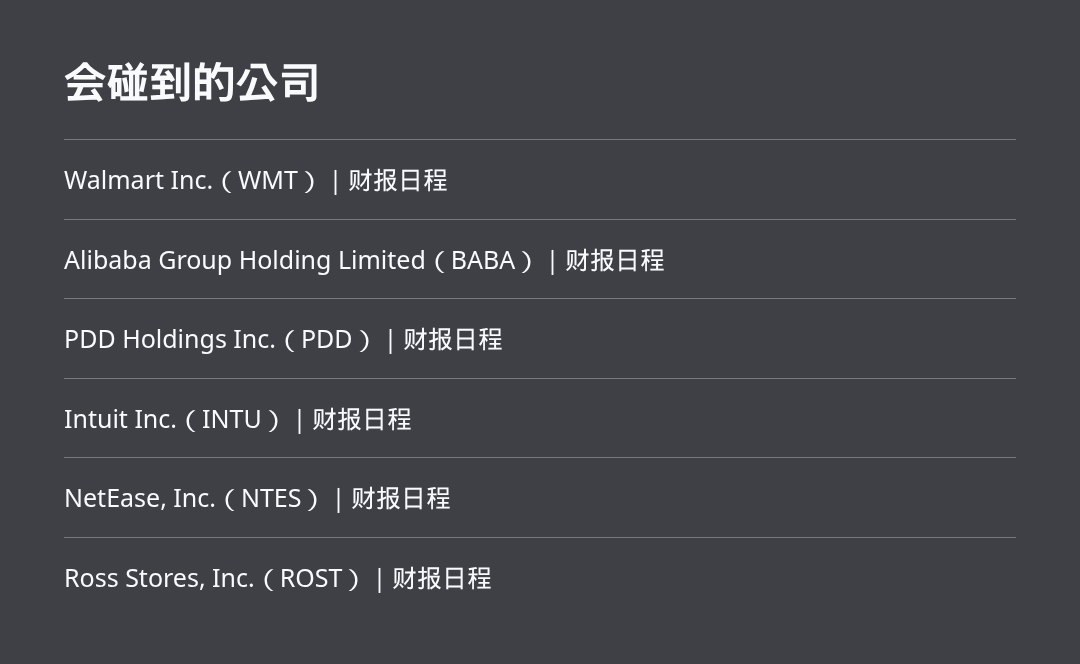 会碰到的公司
Walmart Inc.（WMT）｜财报日程
Alibaba Group Holding Limited（BABA）｜财报日程
PDD Holdings Inc.（PDD）｜财报日程
Intuit Inc.（INTU）｜财报日程
NetEase, Inc.（NTES）｜财报日程
Ross Stores, Inc.（ROST）｜财报日程